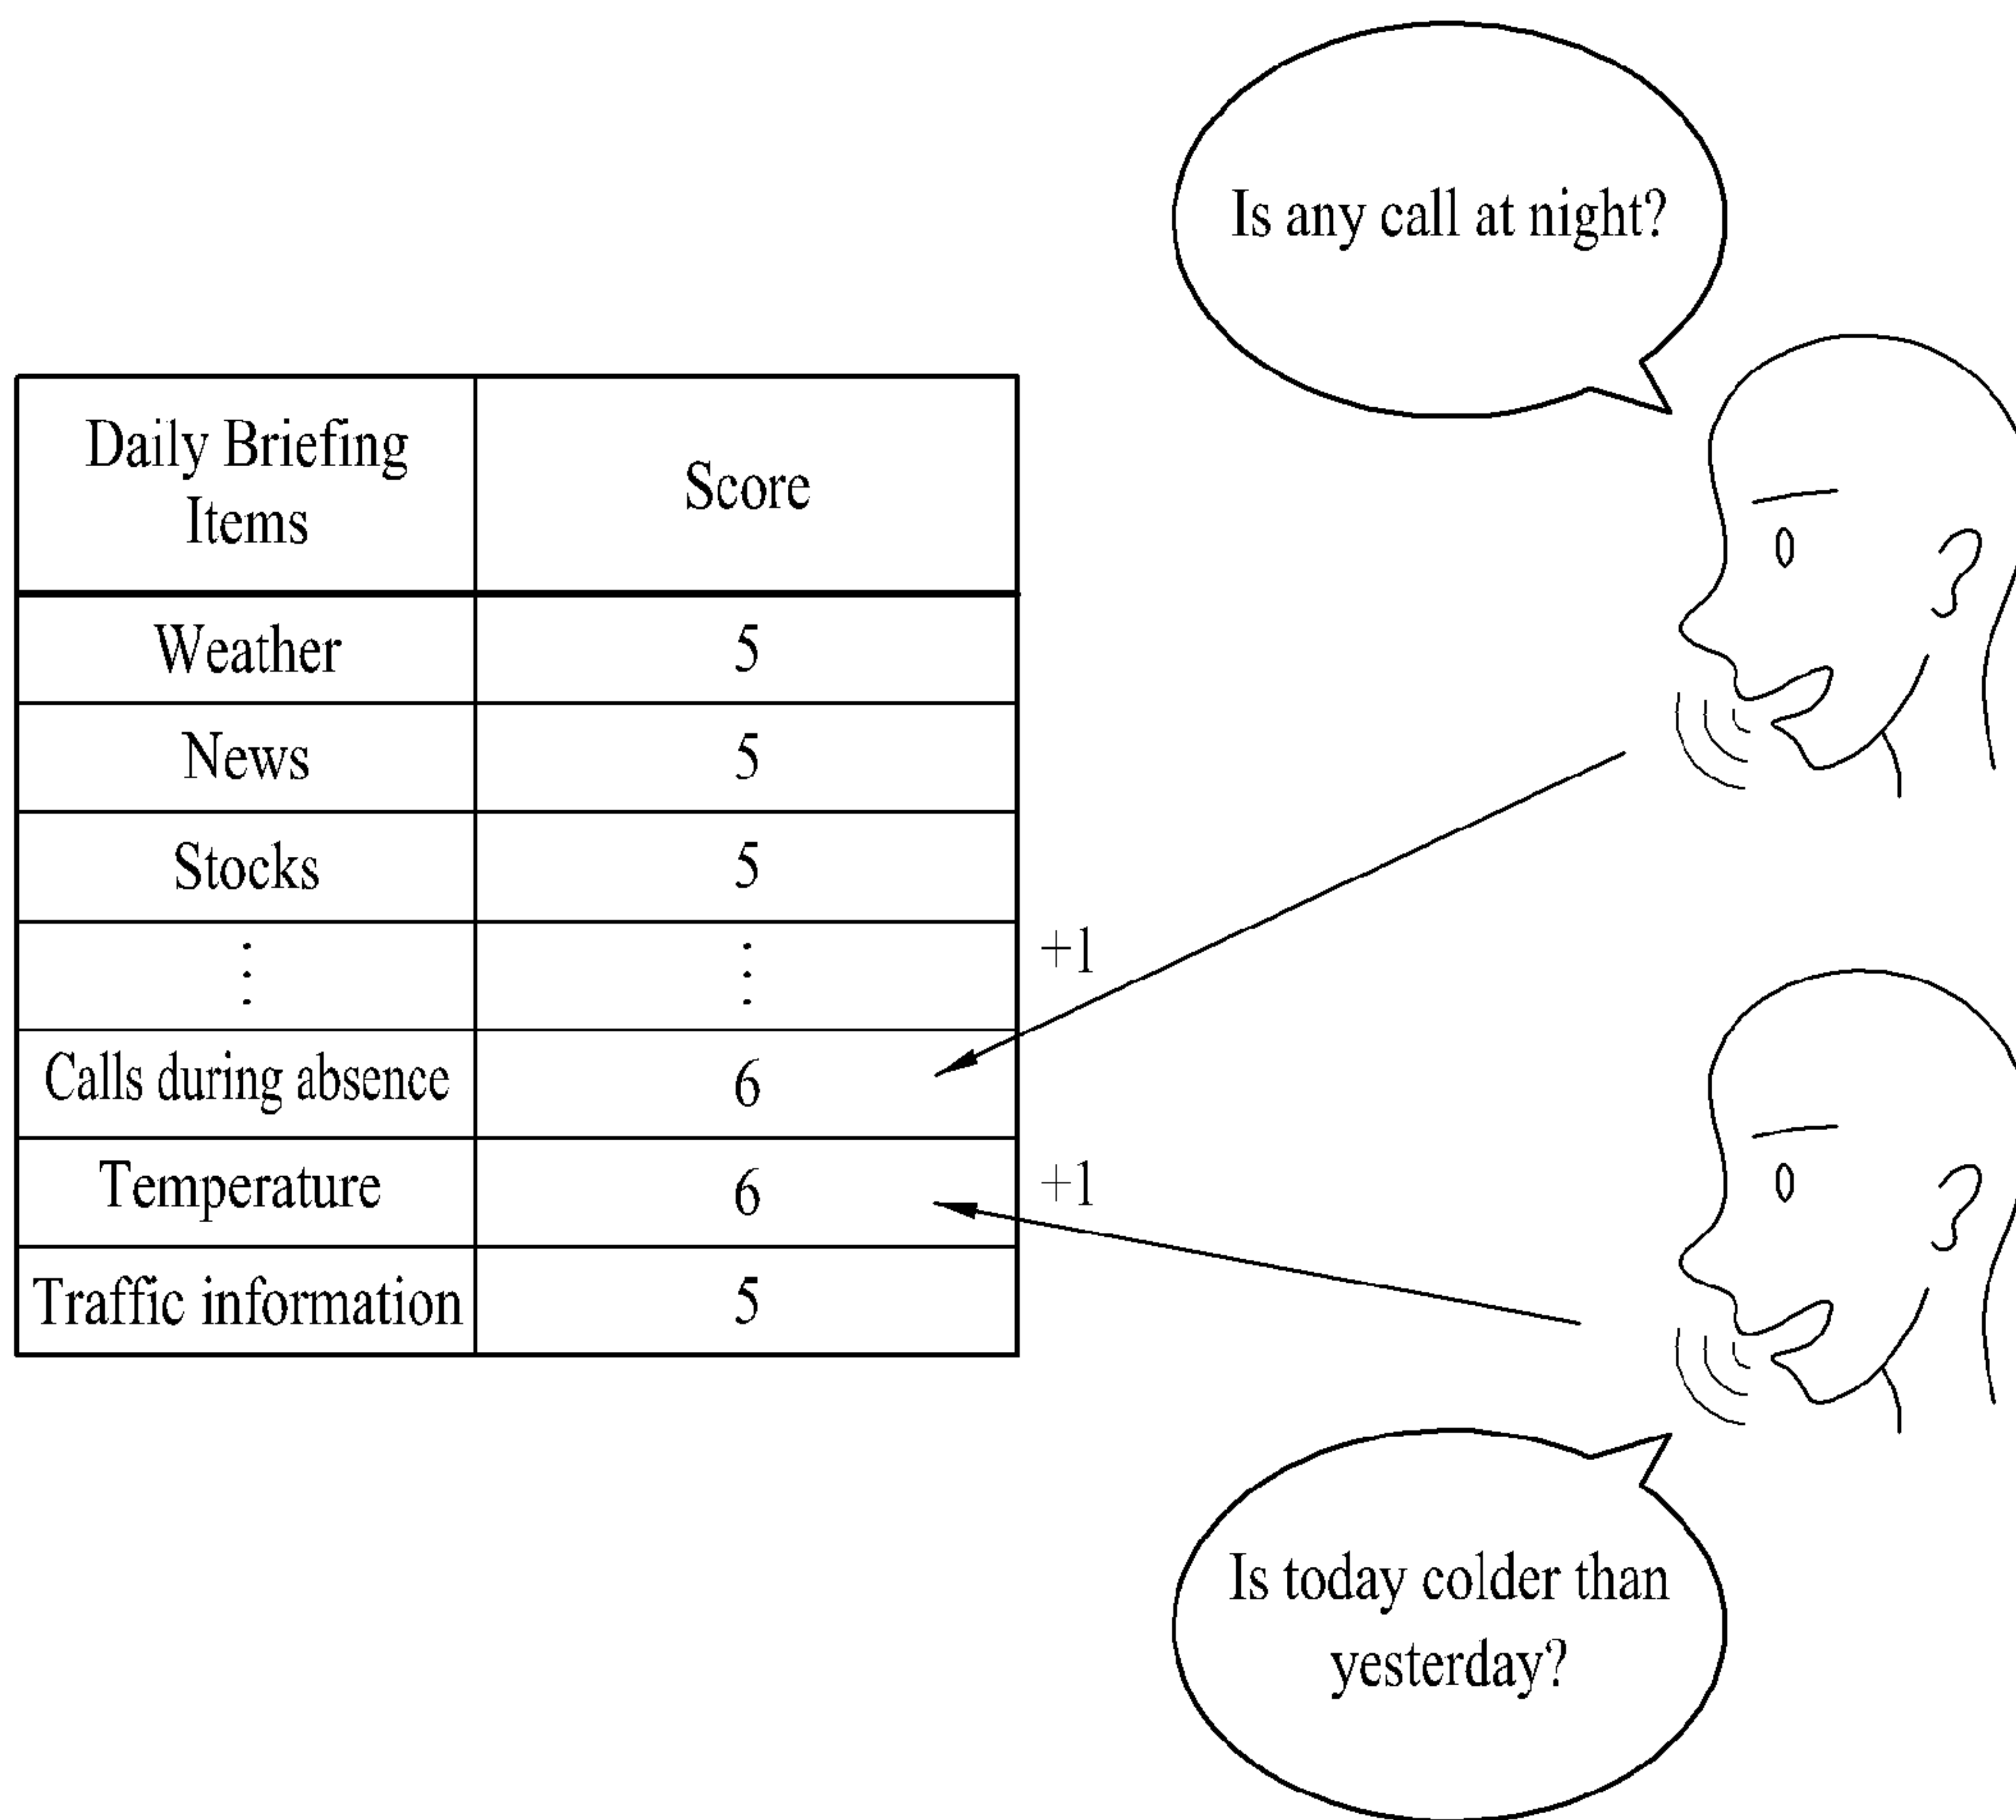 Is any call at night?
Daily Briefing
Items
Score
Weather 5
News 5
Stocks 5
⋮ ⋮
+1
Calls during absence 6
Temperature 6
+1
Traffic information 5
Is today colder than
yesterday?